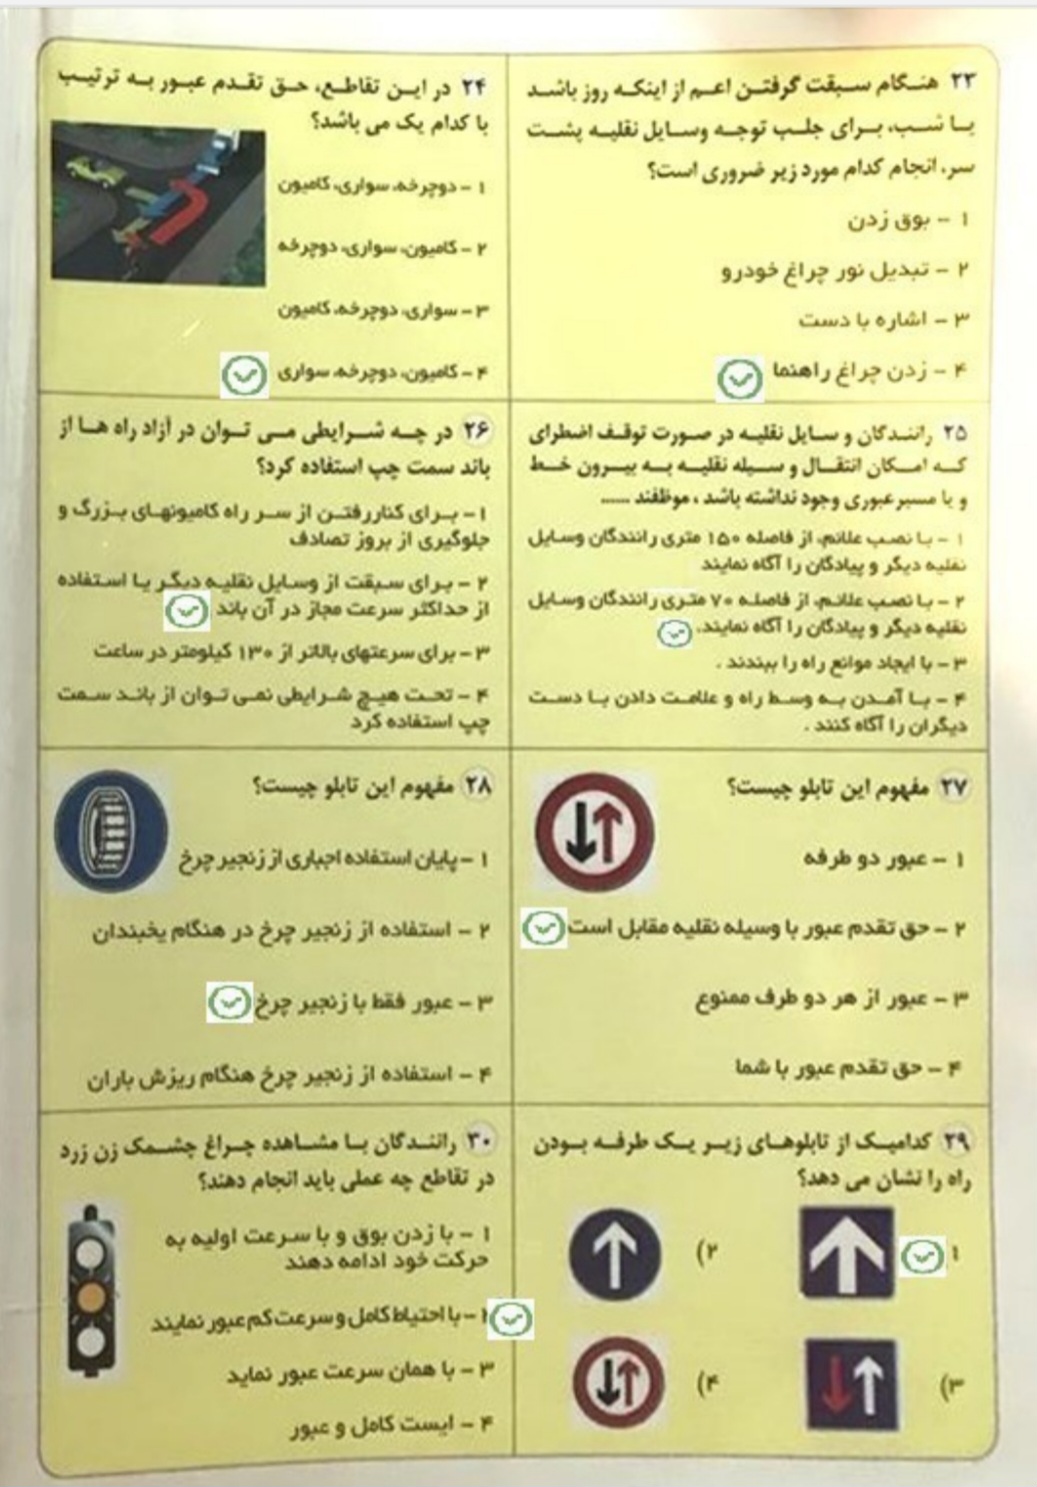 ۲۳ هنگام سبقت گرفتن اعم از اینکه روز باشد
یا شب، برای جلب توجه وسایل نقلیه پشت
سر، انجام کدام مورد زیر ضروری است؟
۱ - بوق زدن
۲ - تبدیل نور چراغ خودرو
۳ - اشاره با دست
۴ - زدن چراغ راهنما
۲۴ در این تقاطع، حق تقدم عبور به ترتیب
با کدام یک می باشد؟
۱ - دوچرخه، سواری، کامیون
۲ - کامیون، سواری، دوچرخه
۳ - سواری، دوچرخه، کامیون
۴ - کامیون، دوچرخه، سواری
۲۵ رانندگان و سایل نقلیه در صورت توقف اضطرای
که امکان انتقال و سیله نقلیه به بیرون خط
و یا مسیر عبوری وجود نداشته باشد ، موظفند ......
۱ - با نصب علائم، از فاصله ۱۵۰ متری رانندگان وسایل
نقلیه دیگر و پیادگان را آگاه نمایند
۲ - با نصب علائم، از فاصله ۷۰ متری رانندگان وسایل
نقلیه دیگر و پیادگان را آگاه نمایند.
۳ - با ایجاد موانع راه را ببندند .
۴ - با آمدن به وسط راه و علامت دادن با دست
دیگران را آگاه کنند .
۲۶ در چه شرایطی می توان در آزاد راه ها از
باند سمت چپ استفاده کرد؟
۱- برای کناررفتن از سر راه کامیونهای بزرگ و
جلوگیری از بروز تصادف
۲ - برای سبقت از وسایل نقلیه دیگر یا استفاده
از حداکثر سرعت مجاز در آن باند
۳ - برای سرعتهای بالاتر از ۱۳۰ کیلومتر در ساعت
۴ - تحت هیچ شرایطی نمی توان از باند سمت
چپ استفاده کرد
۲۷ مفهوم این تابلو چیست؟
۱ - عبور دو طرفه
۲ - حق تقدم عبور با وسیله نقلیه مقابل است
۳ - عبور از هر دو طرف ممنوع
۴ - حق تقدم عبور با شما
۲۸ مفهوم این تابلو چیست؟
۱ - پایان استفاده اجباری از زنجیر چرخ
۲ - استفاده از زنجیر چرخ در هنگام یخبندان
۳ - عبور فقط با زنجیر چرخ
۴ - استفاده از زنجیر چرخ هنگام ریزش باران
۲۹ کدامیک از تابلوهای زیر یک طرفه بودن
راه را نشان می دهد؟
۱
۲)
۳)
۴)
۳۰ رانندگان با مشاهده چراغ چشمک زن زرد
در تقاطع چه عملی باید انجام دهند؟
۱ - با زدن بوق و با سرعت اولیه به
حرکت خود ادامه دهند
۲ - با احتیاط کامل و سرعت کم عبور نمایند
۳ - با همان سرعت عبور نماید
۴ - ایست کامل و عبور